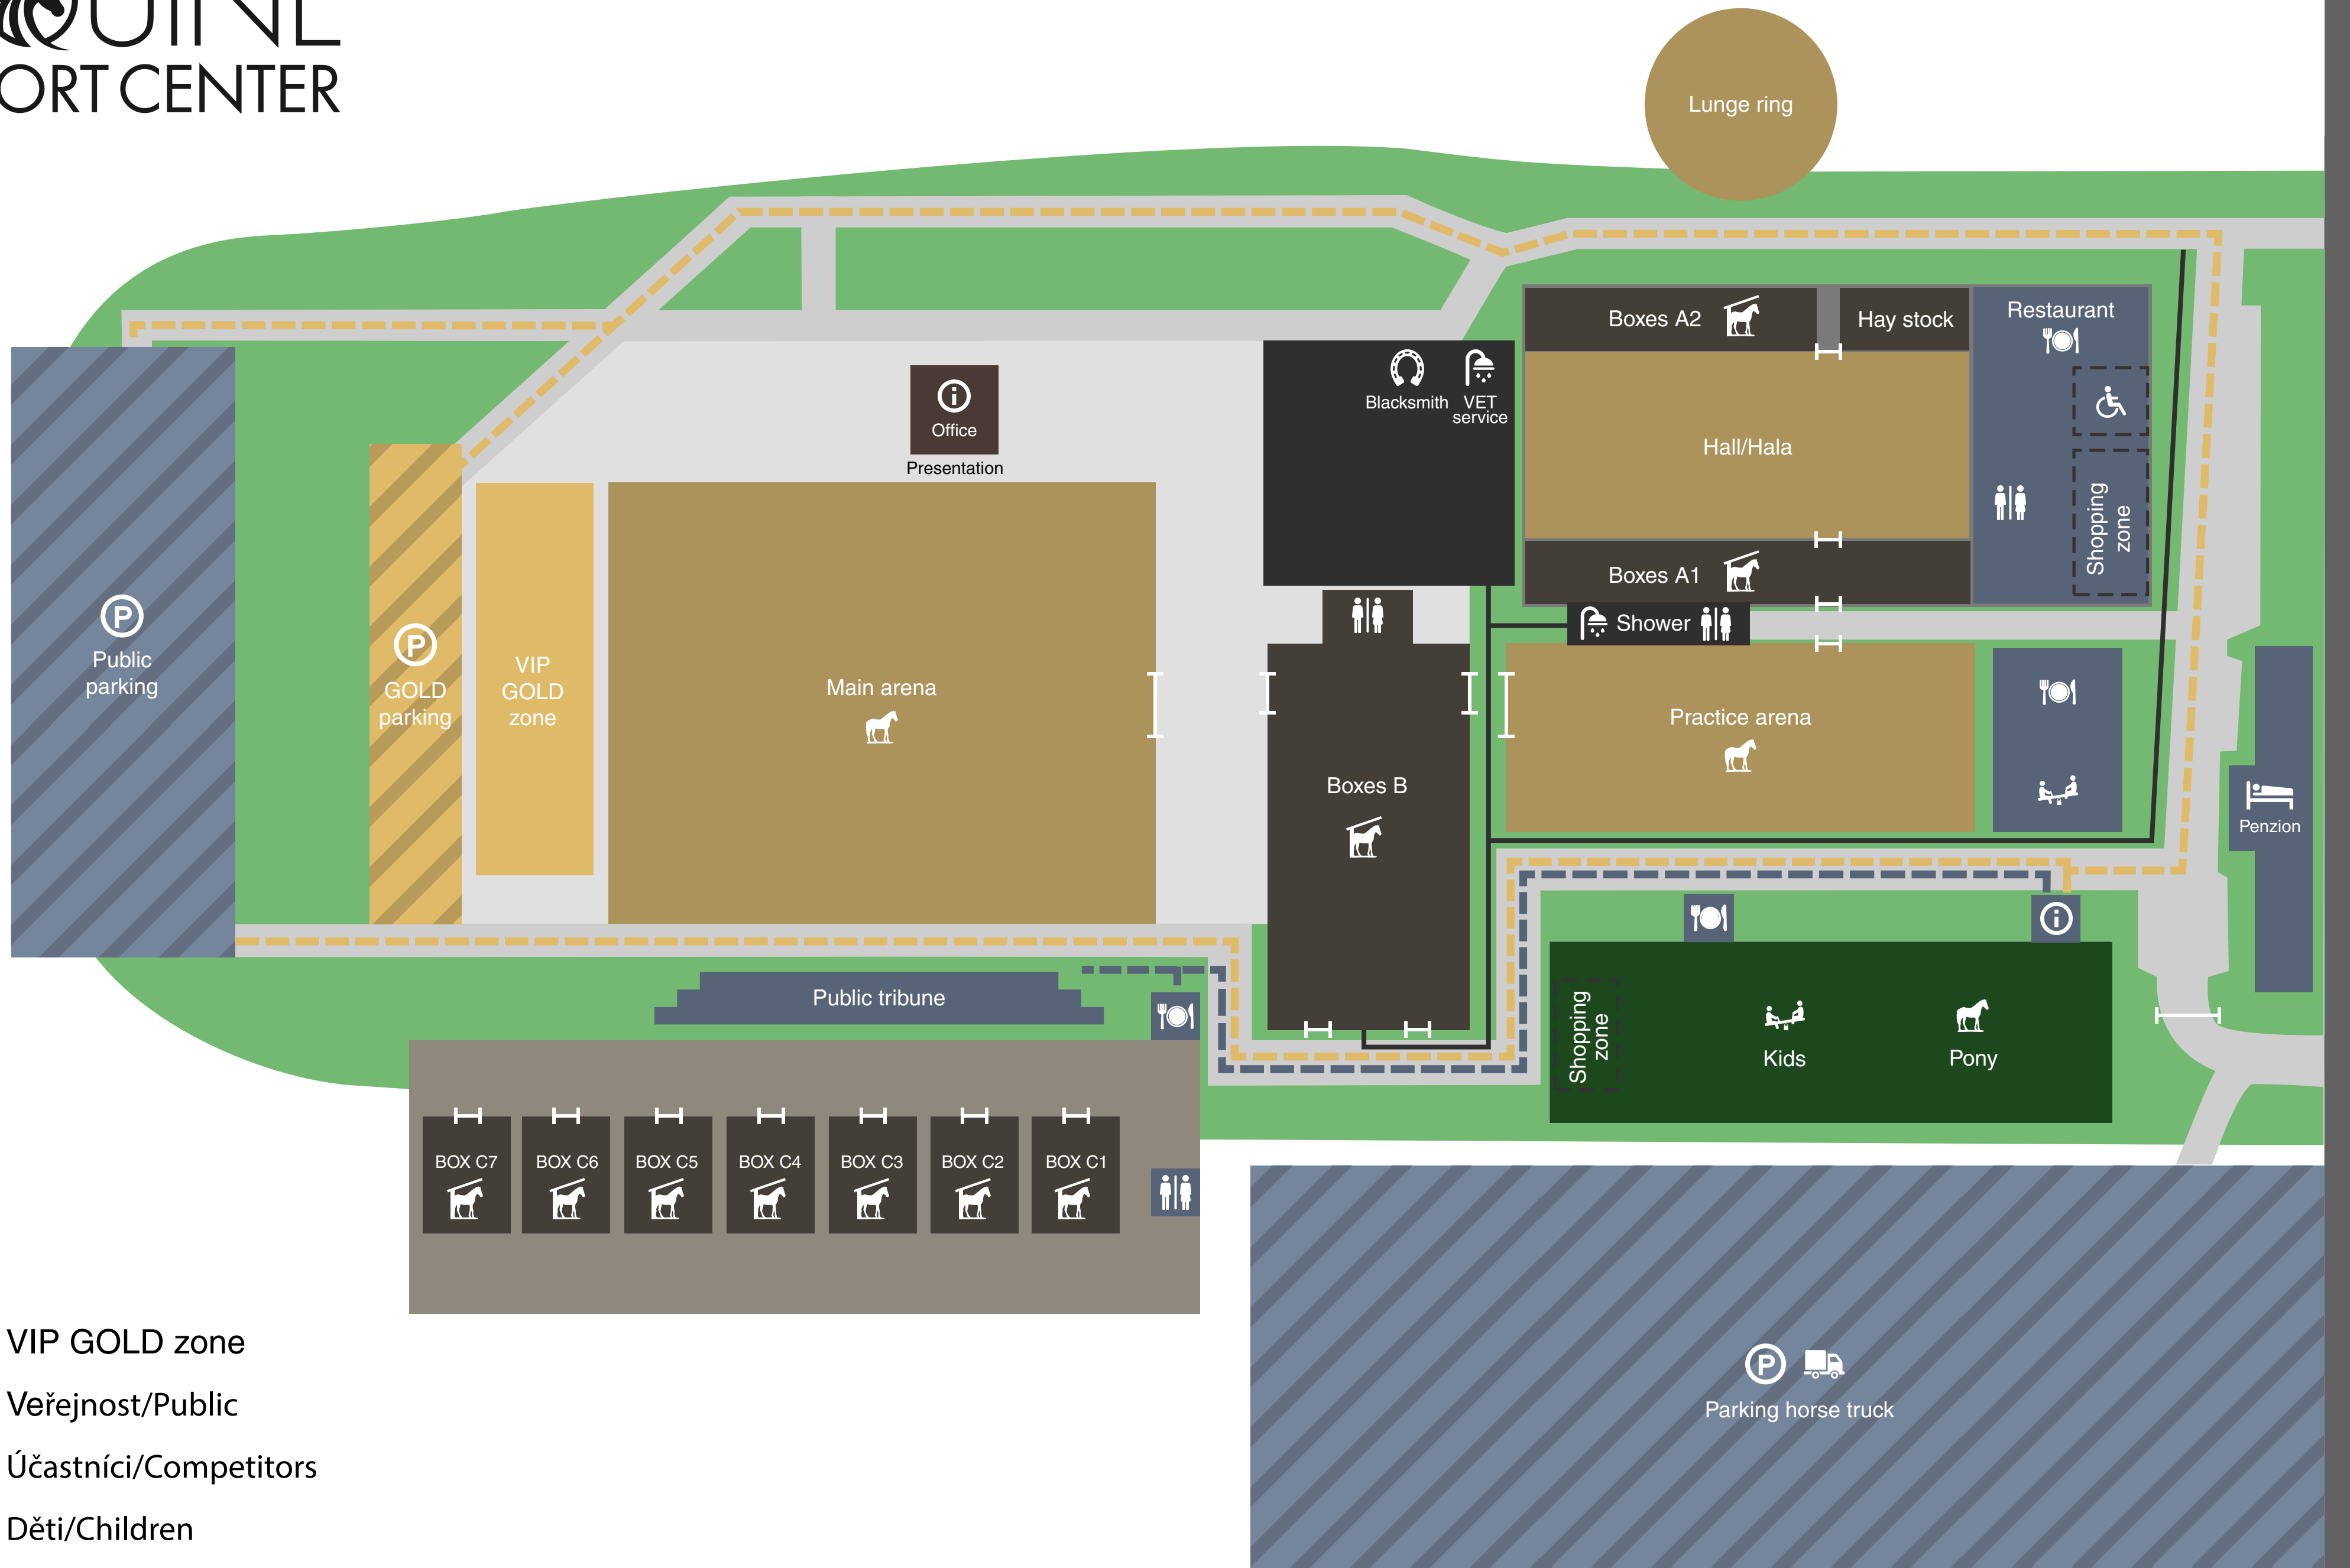 ORT CENTER
Lunge ring
Boxes A2
Hay stock
Restaurant
Blacksmith
VET
service
Office
Presentation
Hall/Hala
Shopping
zone
Boxes A1
Shower
P
Public
parking
P
GOLD
parking
VIP
GOLD
zone
Main arena
Practice arena
Boxes B
Penzion
Public tribune
Shopping
zone
Kids
Pony
BOX C7
BOX C6
BOX C5
BOX C4
BOX C3
BOX C2
BOX C1
P
Parking horse truck
VIP GOLD zone
Veřejnost/Public
Účastníci/Competitors
Děti/Children